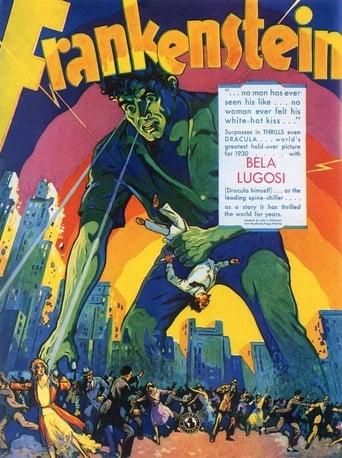 Frankenstein
"... no man has ever
seen his like . . . no
woman ever felt his
white-hot kiss . . ."
Surpasses in THRILLS even
DRACULA . . . world's
greatest hold-over picture
for 1930 . . . . . with
BELA
LUGOSI
(Dracula himself) . . . as the
leading spine-chiller . . . .
as a story it has thrilled
the world for years.